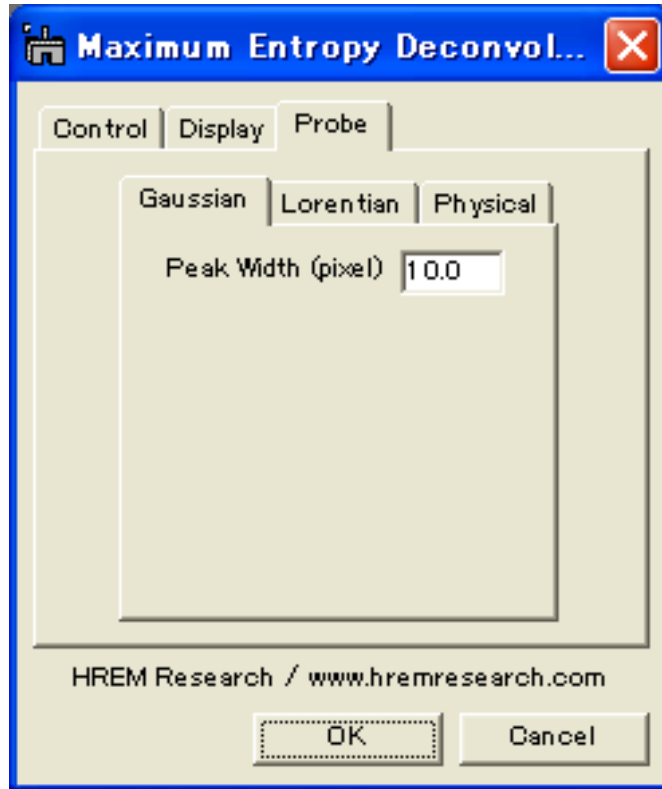 Maximum Entropy Deconvol...
Control Display Probe
Gaussian Lorentian Physical
Peak Width (pixel) 10.0
HREM Research / www.hremresearch.com
OK Cancel